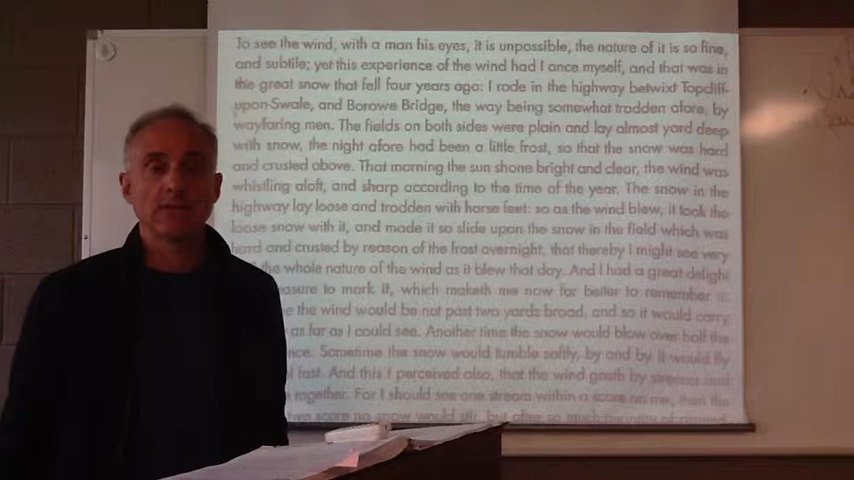 To see the wind, with a man his eyes, it is unpossible, the nature of it is so fine,
and subtile; yet this experience of the wind had I once myself, and that was in
the great snow that fell four years ago: I rode in the highway betwixt Topcliff-
upon-Swale, and Borowe Bridge, the way being somewhat trodden afore, by
wayfaring men. The fields on both sides were plain and lay almost yard deep
with snow, the night afore had been a little frost, so that the snow was hard
and crusted above. That morning the sun shone bright and clear, the wind was
whistling aloft, and sharp according to the time of the year. The snow in the
highway lay loose and trodden with horse feet: so as the wind blew, it took the
loose snow with it, and made it so slide upon the snow in the field which was
hard and crusted by reason of the frost overnight, that thereby I might see very
the whole nature of the wind as it blew that day. And I had a great delight
to mark it, which maketh me now far better to remember it.
the wind would be not past two yards broad, and so it would carry
as far as I could see. Another time the snow would blow over half the
Sometime the snow would tumble softly, by and by it would fly
fast. And this I perceived also, that the wind goeth by streams and
together. For I should see one stream within a score no me, then the
two score no snow would stir, but after so much quantity of ground